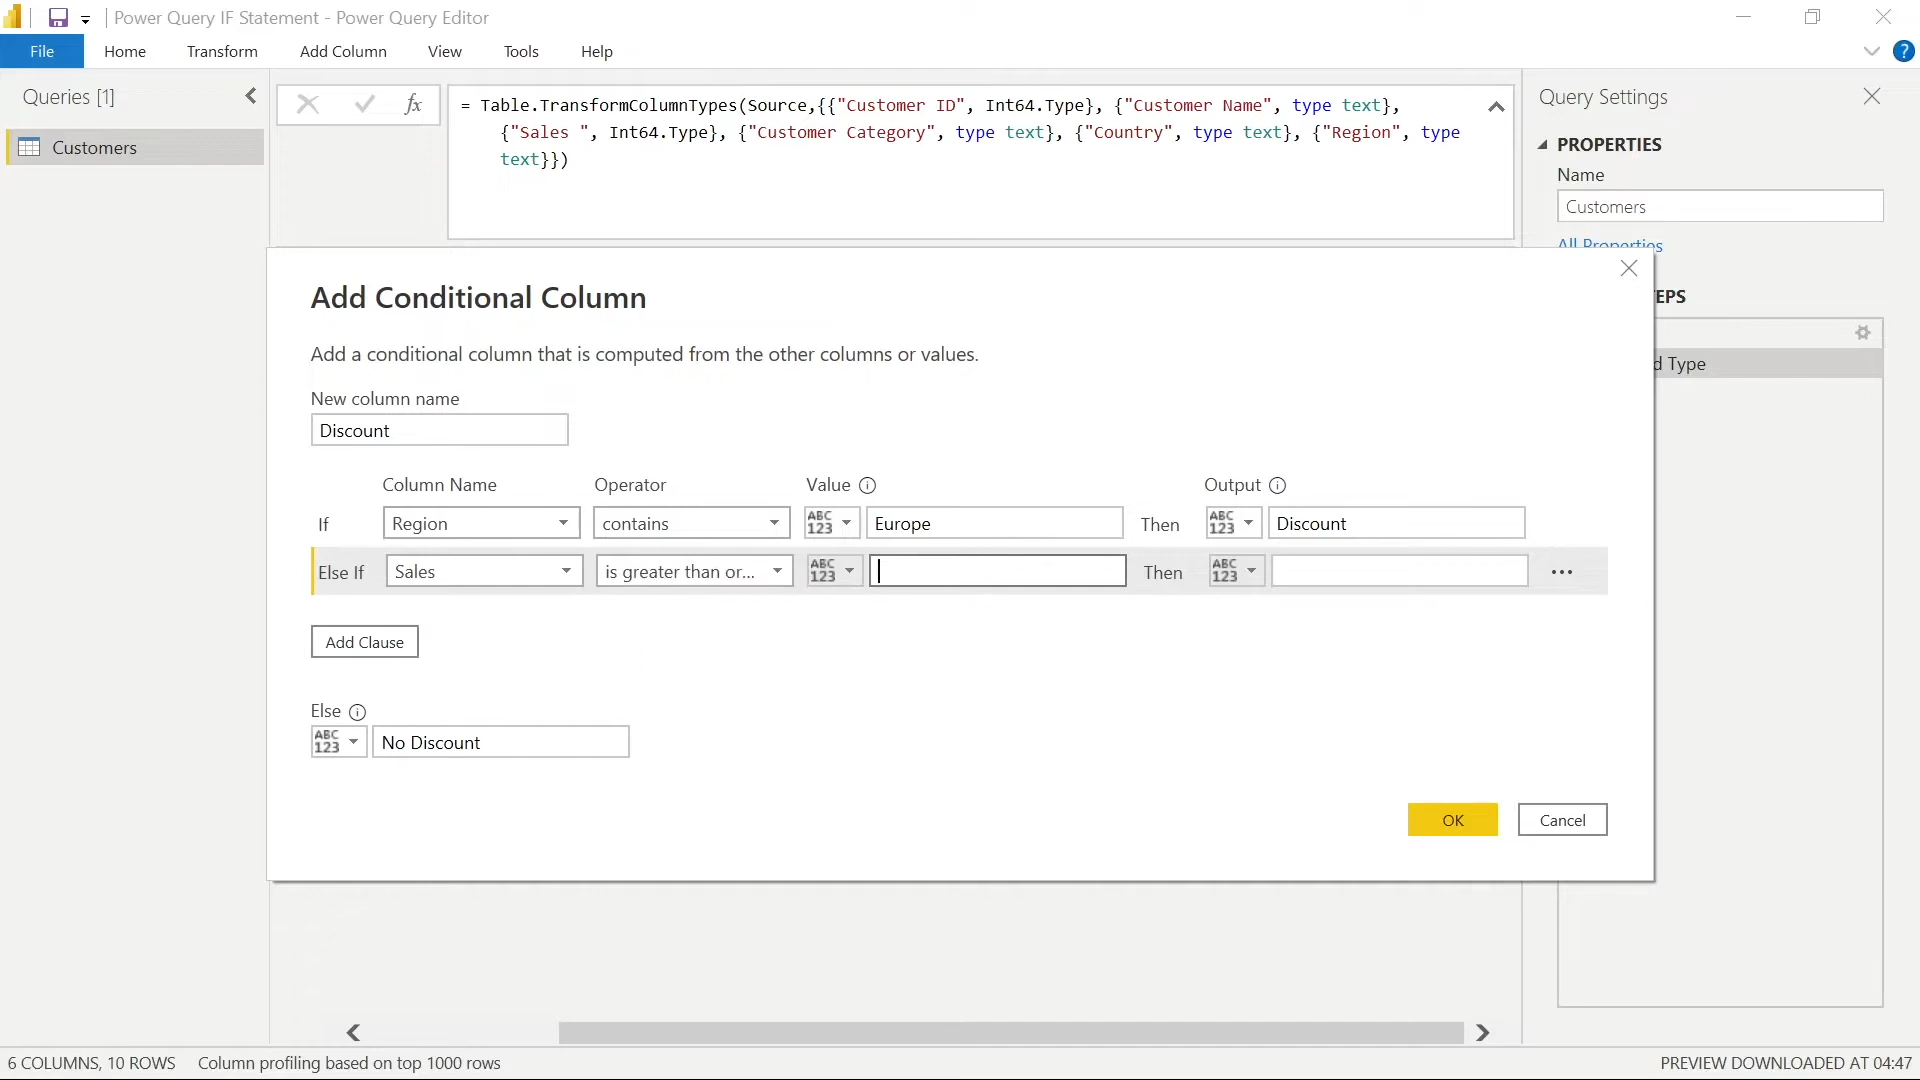 Power Query IF Statement - Power Query Editor
File Home Transform Add Column View Tools Help ?
Queries [1]
Customers
fx
= Table.TransformColumnTypes(Source,{{"Customer ID", Int64.Type}, {"Customer Name", type text},
{"Sales ", Int64.Type}, {"Customer Category", type text}, {"Country", type text}, {"Region", type
text}})
Query Settings
PROPERTIES
Name
Customers
All Properties
EPS
d Type
Add Conditional Column
Add a conditional column that is computed from the other columns or values.
New column name
Discount
Column Name Operator Value Output
If Region contains ABC 123 Europe Then ABC 123 Discount
Else If Sales is greater than or... ABC 123 Then ABC 123 ...
Add Clause
Else
ABC 123 No Discount
OK Cancel
6 COLUMNS, 10 ROWS Column profiling based on top 1000 rows PREVIEW DOWNLOADED AT 04:47